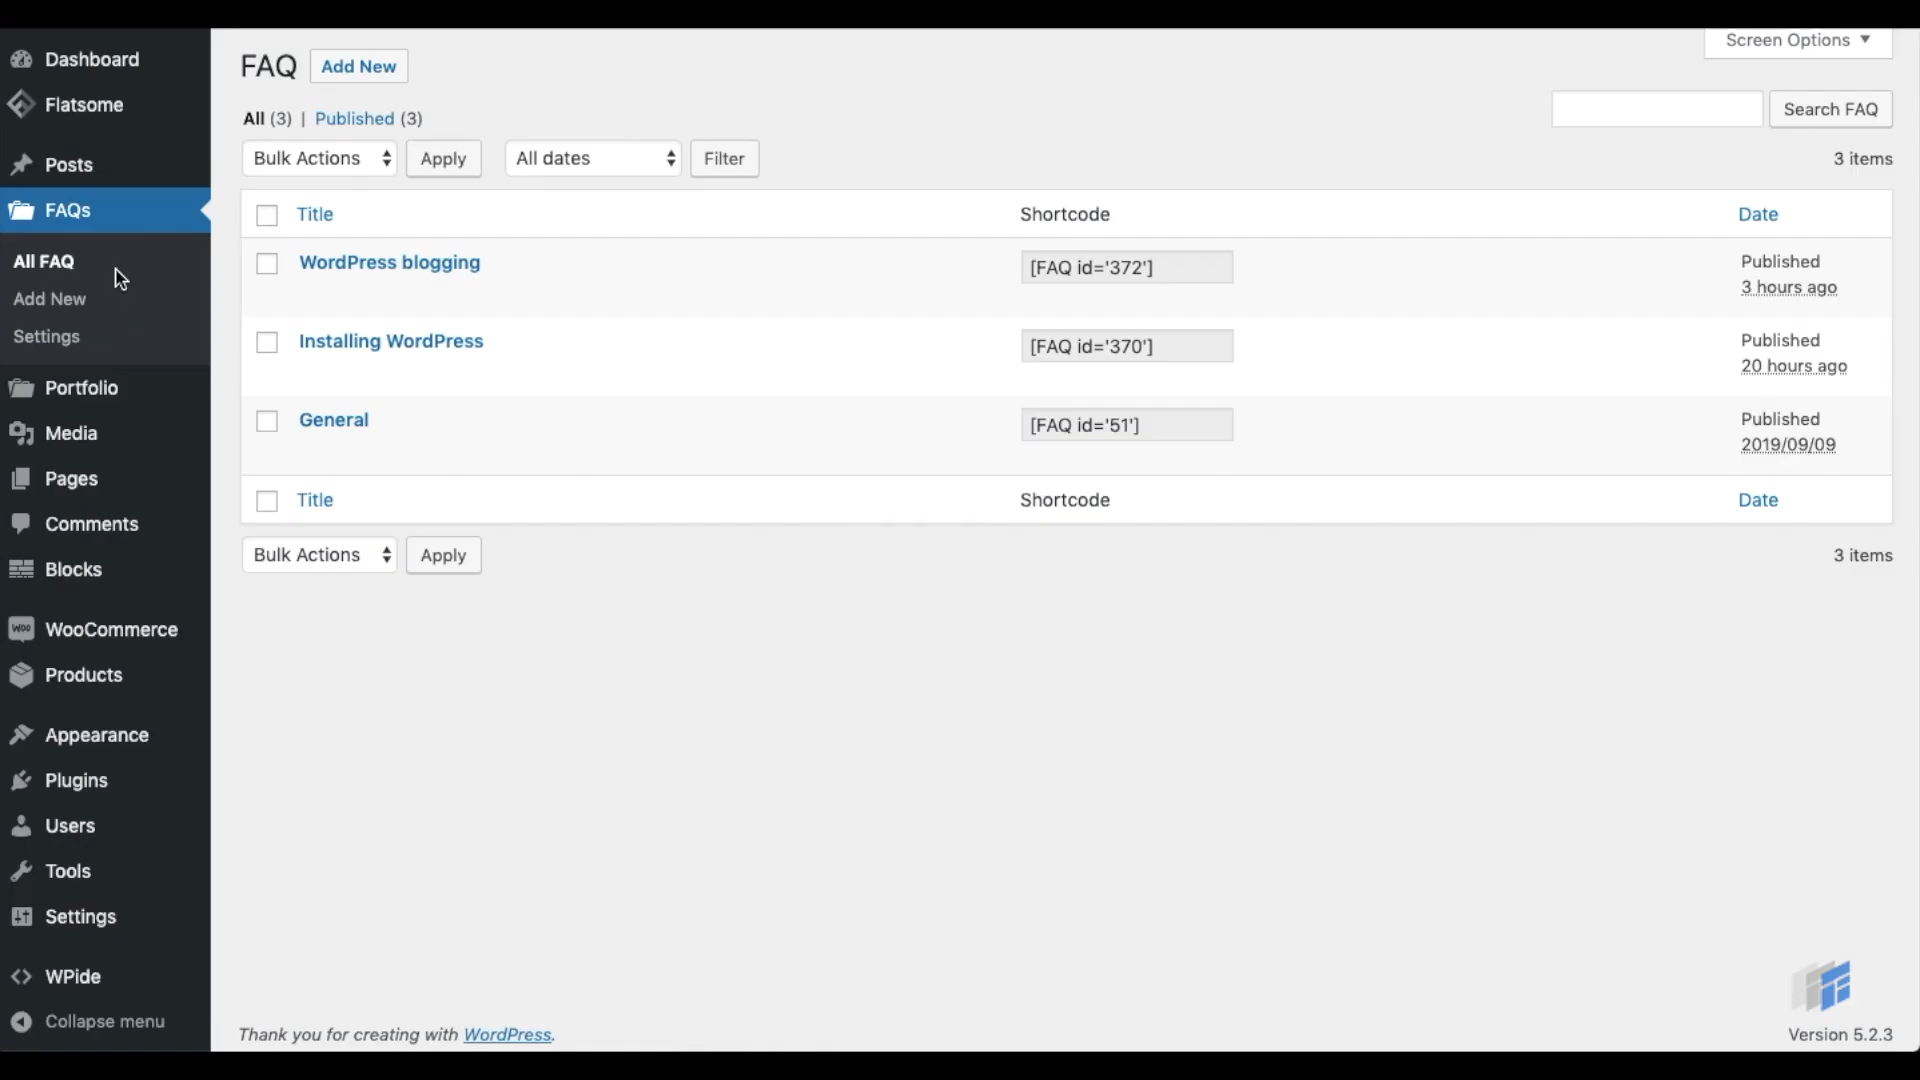 Dashboard
Flatsome
Posts
FAQs
All FAQ
Add New
Settings
Portfolio
Media
Pages
Comments
Blocks
WooCommerce
Products
Appearance
Plugins
Users
Tools
Settings
WPide
Collapse menu
Screen Options
FAQ Add New
All (3) | Published (3)
Search FAQ
Bulk Actions Apply All dates Filter 3 items
Title Shortcode Date
WordPress blogging [FAQ id='372'] Published
3 hours ago
Installing WordPress [FAQ id='370'] Published
20 hours ago
General [FAQ id='51'] Published
2019/09/09
Title Shortcode Date
Bulk Actions Apply 3 items
Thank you for creating with WordPress. Version 5.2.3